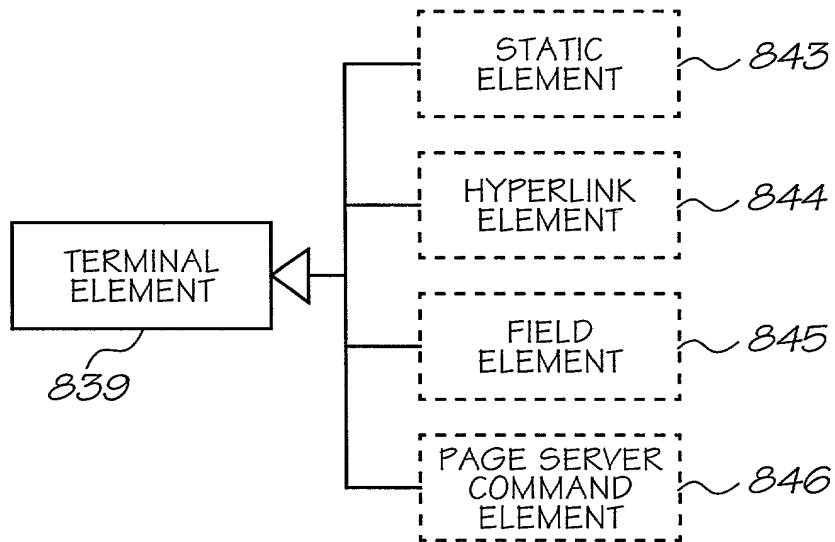 STATIC
ELEMENT
843
HYPERLINK
ELEMENT
844
TERMINAL
ELEMENT
839
FIELD
ELEMENT
845
PAGE SERVER
COMMAND
ELEMENT
846